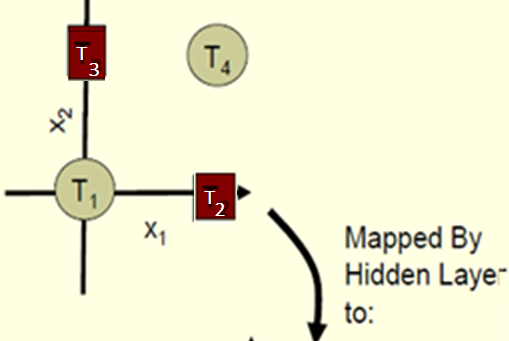 T3
T4
x2
T1
T2
x1
Mapped By
Hidden Layer
to: